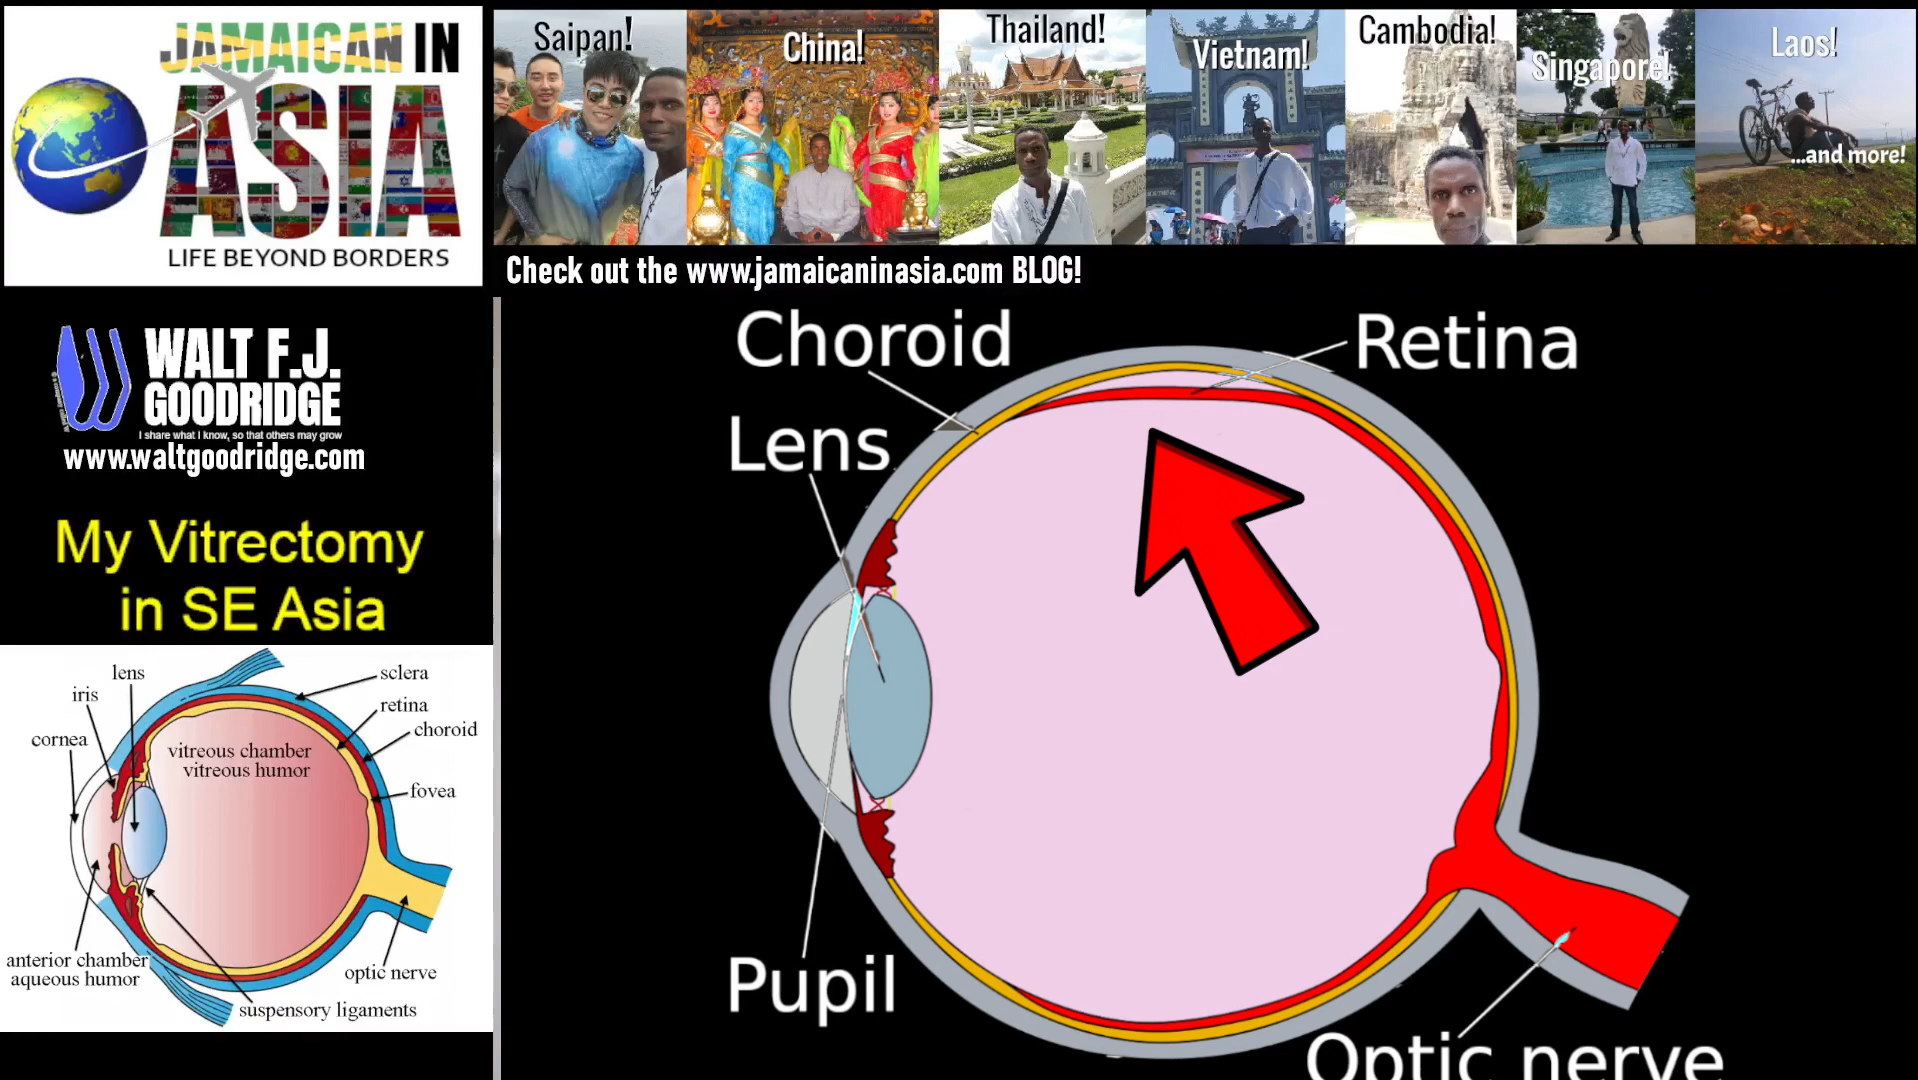 JAMAICAN IN
ASIA
LIFE BEYOND BORDERS
Saipan!
China!
Thailand!
Vietnam!
Cambodia!
Singapore!
Laos!
...and more!
Check out the www.jamaicaninasia.com BLOG!
WALT F.J.
GOODRIDGE
I share what I know, so that others may grow
www.waltgoodridge.com
My Vitrectomy
in SE Asia
lens
iris
cornea
sclera
retina
choroid
vitreous chamber
vitreous humor
fovea
anterior chamber
aqueous humor
optic nerve
suspensory ligaments
Choroid
Retina
Lens
Pupil
Optic nerve